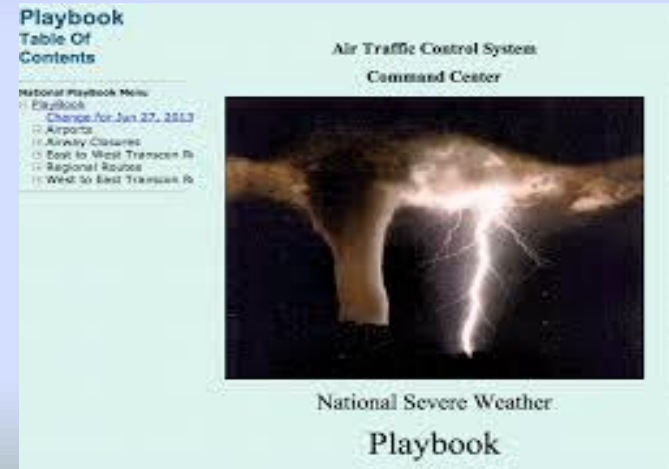 Playbook
Table Of
Contents
National PlayBook Menu
PlayBook
Change for Jun 27, 2013
Airports
Airway Closures
East to West Transcon R
Regional Routes
West to East Transcon R
Air Traffic Control System
Command Center
National Severe Weather
Playbook